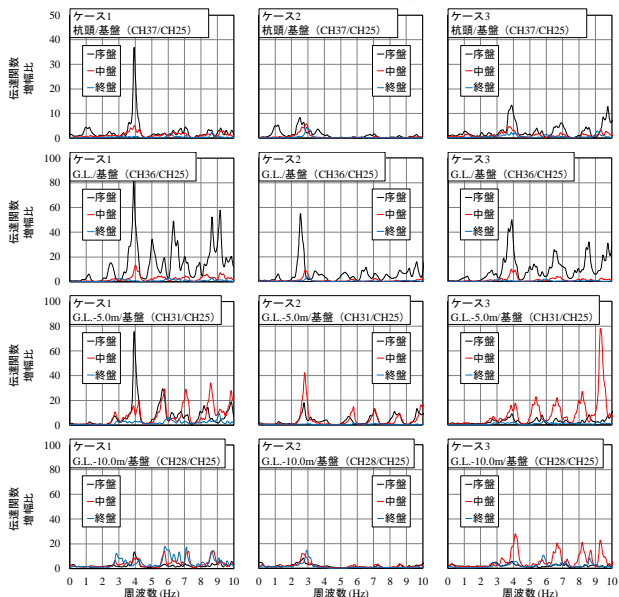 ケース1
杭頭/基盤（CH37/CH25）
ケース2
杭頭/基盤（CH37/CH25）
ケース3
杭頭/基盤（CH37/CH25）
伝達関数
増幅比
50
40
30
20
10
0
序盤
中盤
終盤
序盤
中盤
終盤
序盤
中盤
終盤
ケース1
G.L./基盤（CH36/CH25）
ケース2
G.L./基盤（CH36/CH25）
ケース3
G.L./基盤（CH36/CH25）
伝達関数
増幅比
100
80
60
40
20
0
序盤
中盤
終盤
序盤
中盤
終盤
序盤
中盤
終盤
ケース1
G.L.-5.0m/基盤（CH31/CH25）
ケース2
G.L.-5.0m/基盤（CH31/CH25）
ケース3
G.L.-5.0m/基盤（CH31/CH25）
伝達関数
増幅比
100
80
60
40
20
0
序盤
中盤
終盤
序盤
中盤
終盤
序盤
中盤
終盤
ケース1
G.L.-10.0m/基盤（CH28/CH25）
ケース2
G.L.-10.0m/基盤（CH28/CH25）
ケース3
G.L.-10.0m/基盤（CH28/CH25）
伝達関数
増幅比
100
80
60
40
20
0
序盤
中盤
終盤
序盤
中盤
終盤
序盤
中盤
終盤
0 1 2 3 4 5 6 7 8 9 10
0 1 2 3 4 5 6 7 8 9 10
0 1 2 3 4 5 6 7 8 9 10
周波数 (Hz)
周波数 (Hz)
周波数 (Hz)